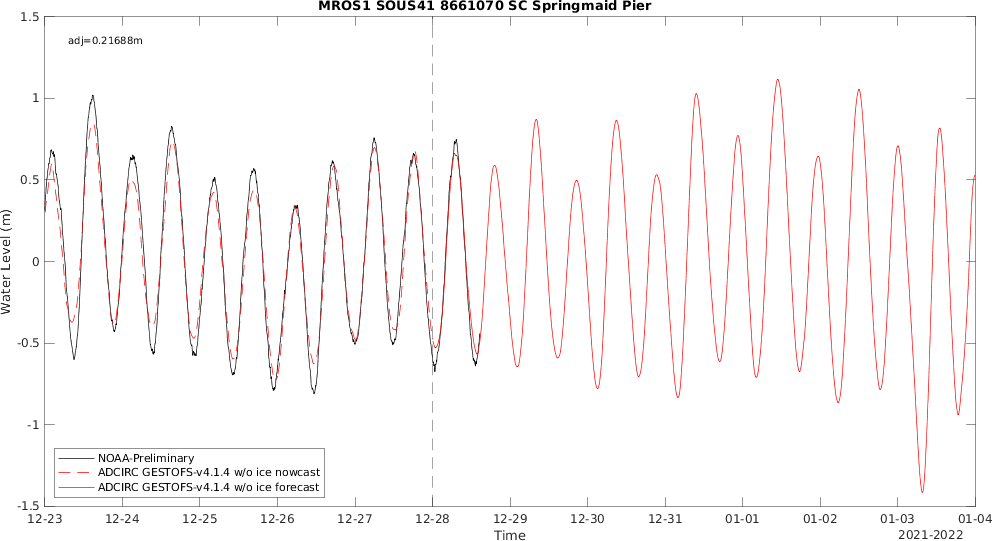 MROS1 SOUS41 8661070 SC Springmaid Pier
adj=0.21688m
1.5
1
0.5
0
-0.5
-1
-1.5
Water Level (m)
NOAA-Preliminary
ADCIRC GESTOFS-v4.1.4 w/o ice nowcast
ADCIRC GESTOFS-v4.1.4 w/o ice forecast
12-23 12-24 12-25 12-26 12-27 12-28 12-29 12-30 12-31 01-01 01-02 01-03 01-04
Time
2021-2022